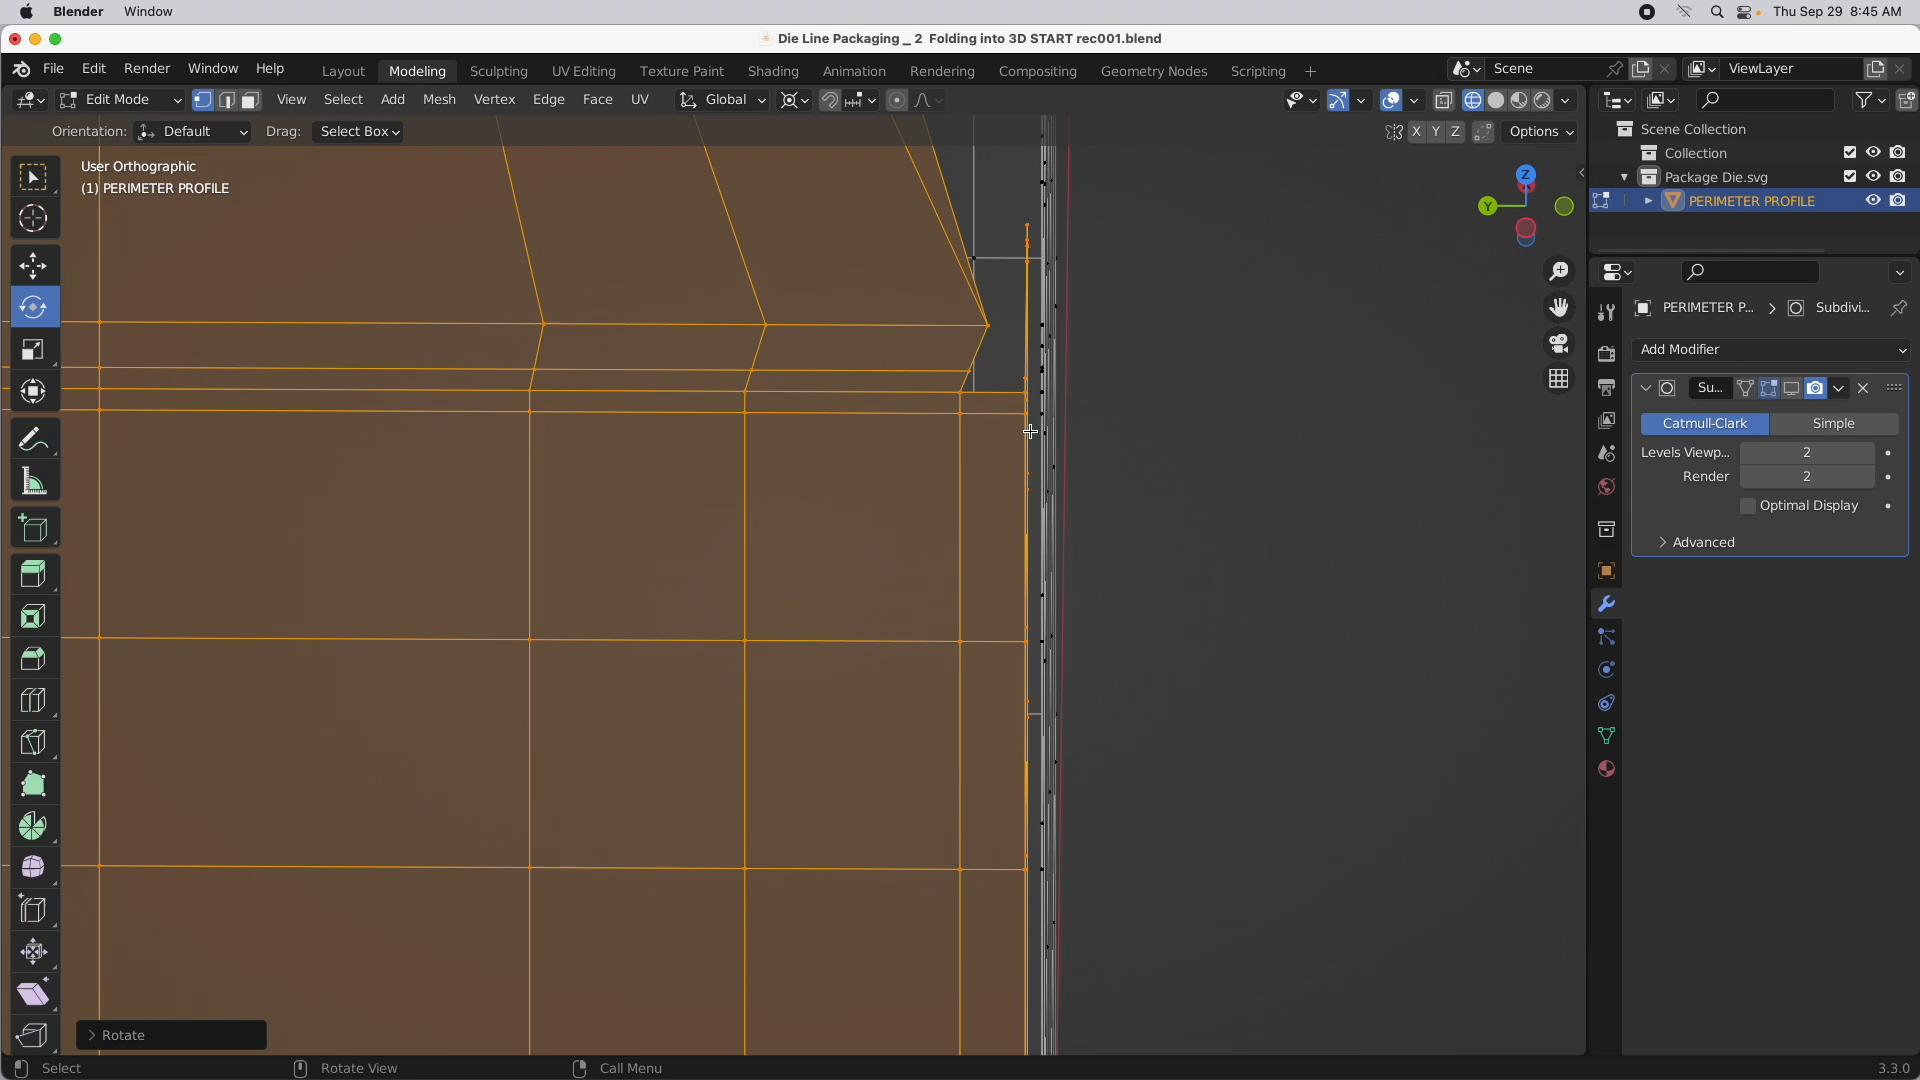 Blender Window Thu Sep 29 8:45 AM
Die Line Packaging _ 2 Folding into 3D START rec001.blend
File Edit Render Window Help Layout Modeling Sculpting UV Editing Texture Paint Shading Animation Rendering Compositing Geometry Nodes Scripting + Scene ViewLayer
Edit Mode View Select Add Mesh Vertex Edge Face UV Global
Orientation: Default Drag: Select Box X Y Z Options
Scene Collection
Collection
Package Die.svg
PERIMETER PROFILE
User Orthographic
(1) PERIMETER PROFILE
Z
Y
PERIMETER P... Subdivi...
Add Modifier
Su...
Catmull-Clark Simple
Levels Viewp... 2
Render 2
Optimal Display
Advanced
Rotate
Select Rotate View Call Menu 3.3.0